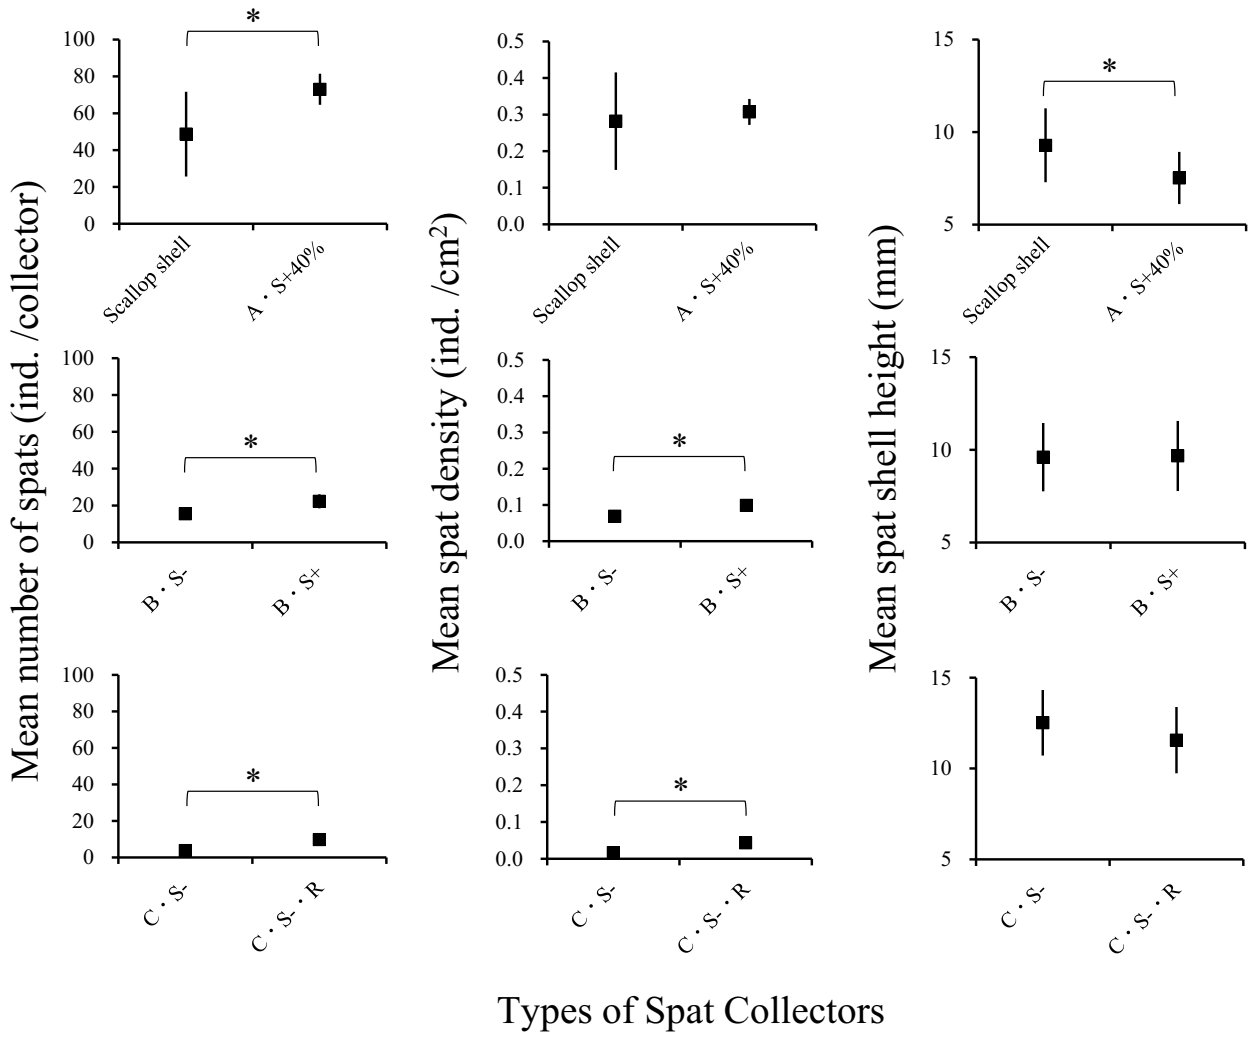 Mean number of spats (ind. /collector)
*
100
80
60
40
20
0
Scallop shell
A・S+40%
*
100
80
60
40
20
0
B・S-
B・S+
*
100
80
60
40
20
0
C・S-
C・S-・R
Mean spat density (ind. /cm²)
0.5
0.4
0.3
0.2
0.1
0.0
Scallop shell
A・S+40%
*
0.5
0.4
0.3
0.2
0.1
0.0
B・S-
B・S+
*
0.5
0.4
0.3
0.2
0.1
0.0
C・S-
C・S-・R
Mean spat shell height (mm)
*
15
10
5
Scallop shell
A・S+40%
15
10
5
B・S-
B・S+
15
10
5
C・S-
C・S-・R
Types of Spat Collectors